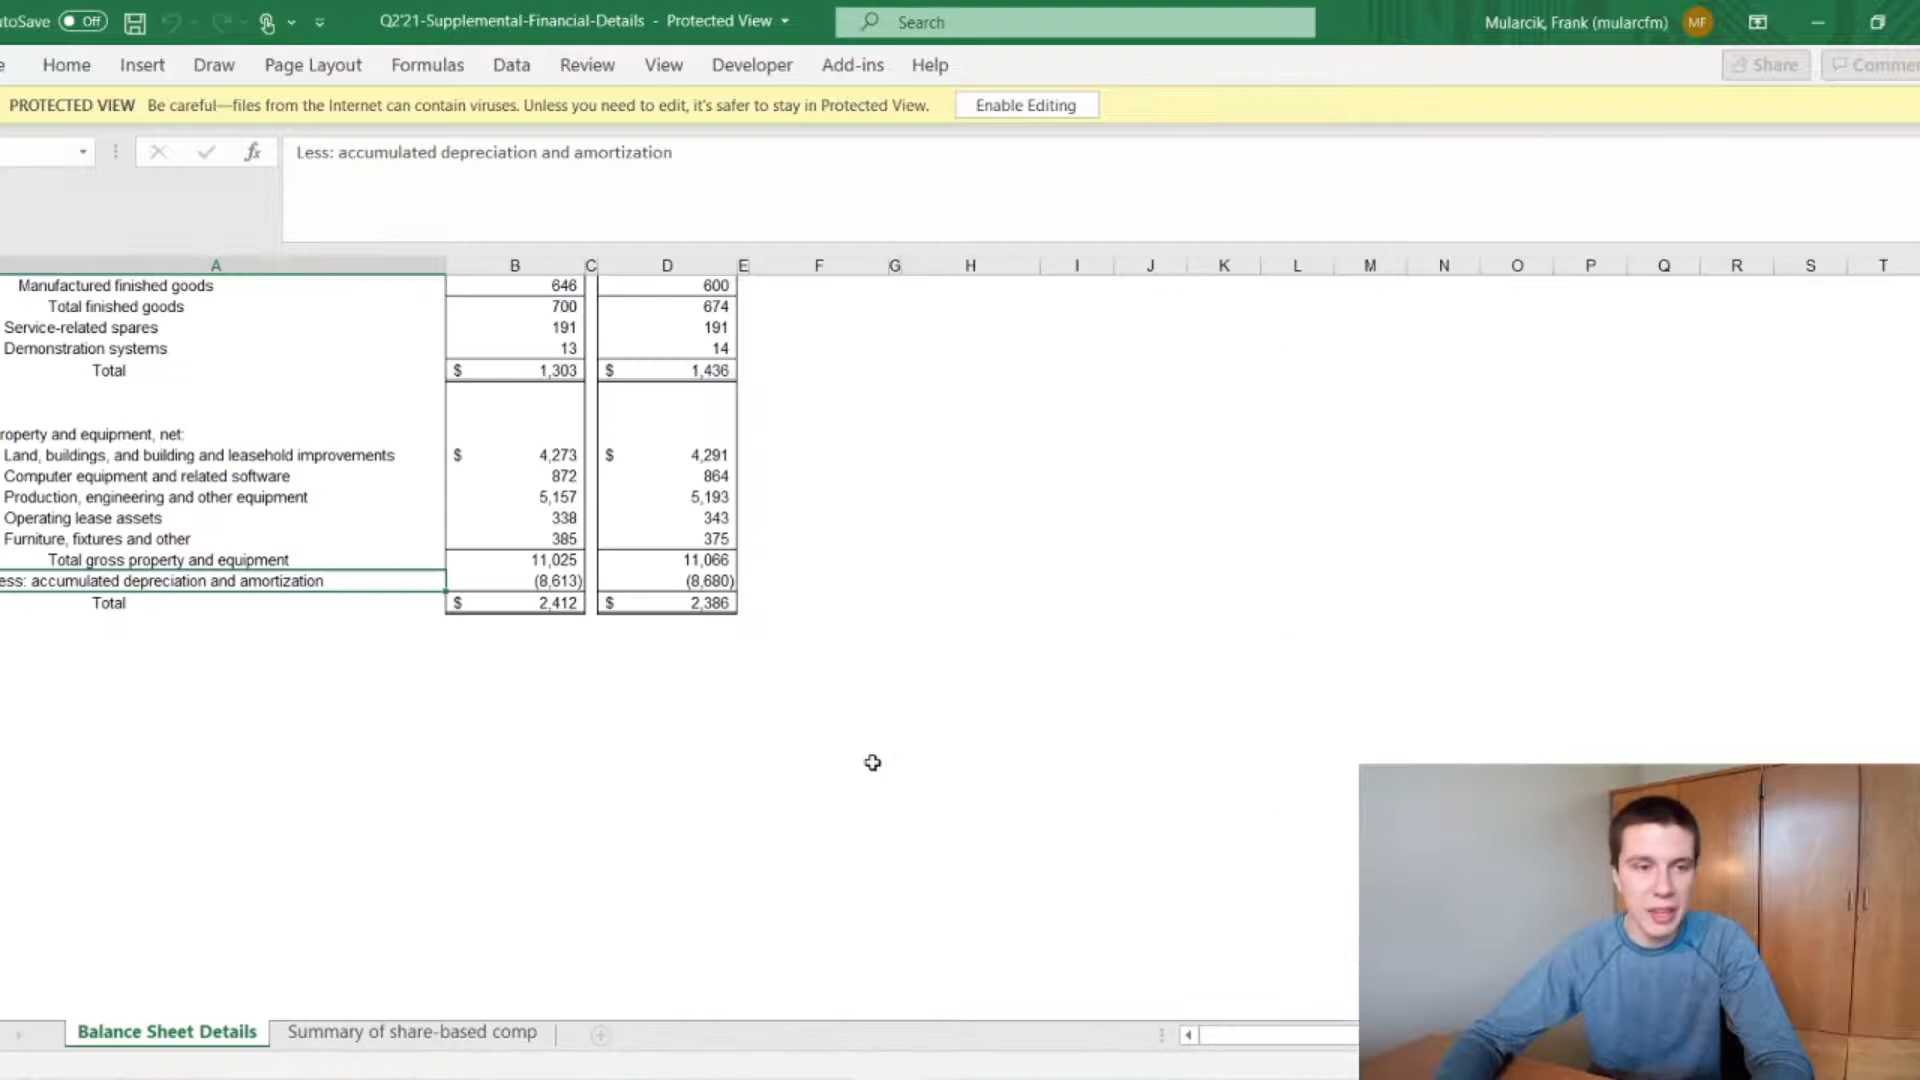 utoSave Off Q2'21-Supplemental-Financial-Details - Protected View Search Mularcik, Frank (mularcfm) MF
e Home Insert Draw Page Layout Formulas Data Review View Developer Add-ins Help Share Commen
PROTECTED VIEW Be careful—files from the Internet can contain viruses. Unless you need to edit, it's safer to stay in Protected View. Enable Editing
fx Less: accumulated depreciation and amortization
A B C D E F G H I J K L M N O P Q R S T
Manufactured finished goods 646 600
Total finished goods 700 674
Service-related spares 191 191
Demonstration systems 13 14
Total $ 1,303 $ 1,436
roperty and equipment, net:
Land, buildings, and building and leasehold improvements $ 4,273 $ 4,291
Computer equipment and related software 872 864
Production, engineering and other equipment 5,157 5,193
Operating lease assets 338 343
Furniture, fixtures and other 385 375
Total gross property and equipment 11,025 11,066
ess: accumulated depreciation and amortization (8,613) (8,680)
Total $ 2,412 $ 2,386
Balance Sheet Details Summary of share-based comp